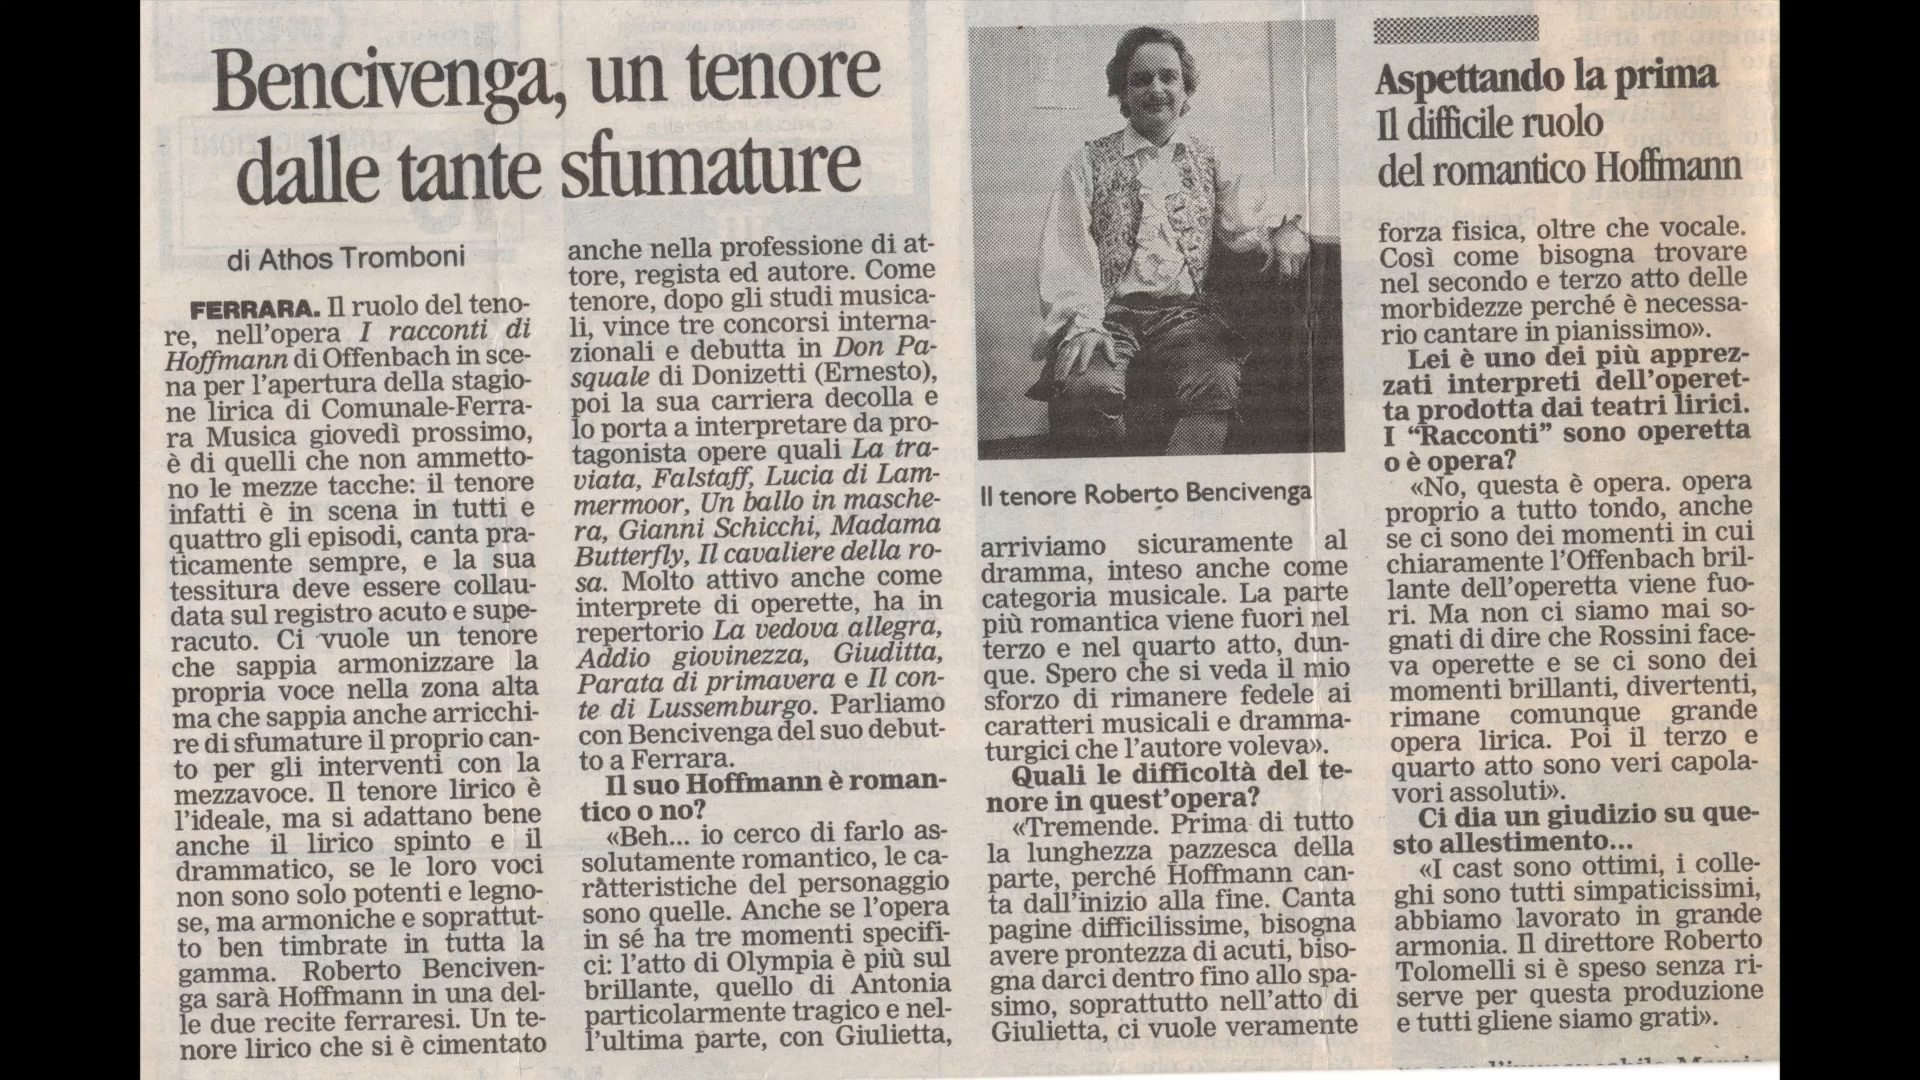 Bencivenga, un tenore
dalle tante sfumature
di Athos Tromboni
FERRARA. Il ruolo del teno-
re, nell'opera I racconti di
Hoffmann di Offenbach in sce-
na per l'apertura della stagio-
ne lirica di Comunale-Ferra-
ra Musica giovedì prossimo,
è di quelli che non ammetto-
no le mezze tacche: il tenore
infatti è in scena in tutti e
quattro gli episodi, canta pra-
ticamente sempre, e la sua
tessitura deve essere collau-
data sul registro acuto e supe-
racuto. Ci vuole un tenore
che sappia armonizzare la
propria voce nella zona alta
ma che sappia anche arricchi-
re di sfumature il proprio can-
to per gli interventi con la
mezzavoce. Il tenore lirico è
l'ideale, ma si adattano bene
anche il lirico spinto e il
drammatico, se le loro voci
non sono solo potenti e legno-
se, ma armoniche e soprattut-
to ben timbrate in tutta la
gamma. Roberto Benciven-
ga sarà Hoffmann in una del-
le due recite ferraresi. Un te-
nore lirico che si è cimentato
anche nella professione di at-
tore, regista ed autore. Come
tenore, dopo gli studi musica-
li, vince tre concorsi interna-
zionali e debutta in Don Pa-
squale di Donizetti (Ernesto),
poi la sua carriera decolla e
lo porta a interpretare da pro-
tagonista opere quali La tra-
viata, Falstaff, Lucia di Lam-
mermoor, Un ballo in masche-
ra, Gianni Schicchi, Madama
Butterfly, Il cavaliere della ro-
sa. Molto attivo anche come
interprete di operette, ha in
repertorio La vedova allegra,
Addio giovinezza, Giuditta,
Parata di primavera e Il con-
te di Lussemburgo. Parliamo
con Bencivenga del suo debut-
to a Ferrara.
Il suo Hoffmann è roman-
tico o no?
«Beh... io cerco di farlo as-
solutamente romantico, le ca-
ratteristiche del personaggio
sono quelle. Anche se l'opera
in sé ha tre momenti specifi-
ci: l'atto di Olympia è più sul
brillante, quello di Antonia
particolarmente tragico e nel-
l'ultima parte, con Giulietta,
Il tenore Roberto Bencivenga
arriviamo sicuramente al
dramma, inteso anche come
categoria musicale. La parte
più romantica viene fuori nel
terzo e nel quarto atto, dun-
que. Spero che si veda il mio
sforzo di rimanere fedele ai
caratteri musicali e dramma-
turgici che l'autore voleva».
Quali le difficoltà del te-
nore in quest'opera?
«Tremende. Prima di tutto
la lunghezza pazzesca della
parte, perché Hoffmann can-
ta dall'inizio alla fine. Canta
pagine difficilissime, bisogna
avere prontezza di acuti, biso-
gna darci dentro fino allo spa-
simo, soprattutto nell'atto di
Giulietta, ci vuole veramente
Aspettando la prima
Il difficile ruolo
del romantico Hoffmann
forza fisica, oltre che vocale.
Così come bisogna trovare
nel secondo e terzo atto delle
morbidezze perché è necessa-
rio cantare in pianissimo».
Lei è uno dei più apprez-
zati interpreti dell'operet-
ta prodotta dai teatri lirici.
I "Racconti" sono operetta
o è opera?
«No, questa è opera. opera
proprio a tutto tondo, anche
se ci sono dei momenti in cui
chiaramente l'Offenbach bril-
lante dell'operetta viene fuo-
ri. Ma non ci siamo mai so-
gnati di dire che Rossini face-
va operette e se ci sono dei
momenti brillanti, divertenti,
rimane comunque grande
opera lirica. Poi il terzo e
quarto atto sono veri capola-
vori assoluti».
Ci dia un giudizio su que-
sto allestimento...
«I cast sono ottimi, i colle-
ghi sono tutti simpaticissimi,
abbiamo lavorato in grande
armonia. Il direttore Roberto
Tolomelli si è speso senza ri-
serve per questa produzione
e tutti gliene siamo grati».